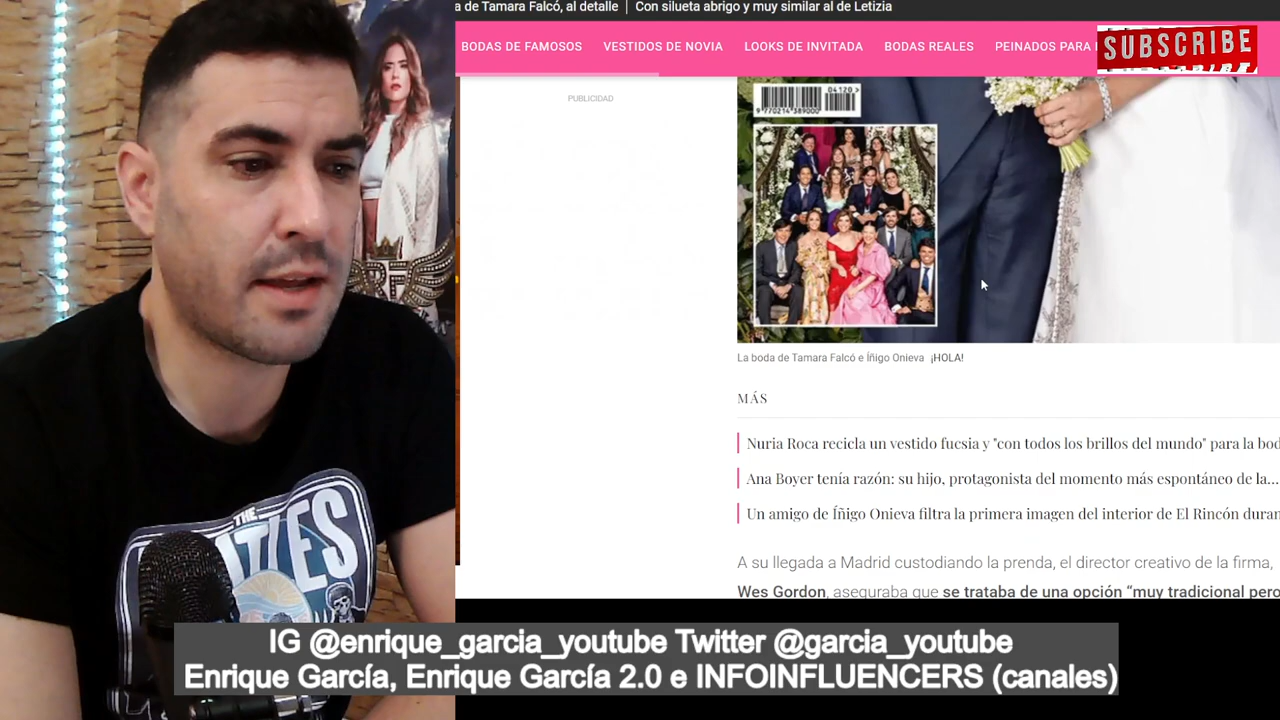 a de Tamara Falcó, al detalle
Con silueta abrigo y muy similar al de Letizia
BODAS DE FAMOSOS
VESTIDOS DE NOVIA
LOOKS DE INVITADA
BODAS REALES
PEINADOS PARA
SUBSCRIBE
PUBLICIDAD
04120 >
9 770214 389000
La boda de Tamara Falcó e Íñigo Onieva ¡HOLA!
MÁS
Nuria Roca recicla un vestido fucsia y "con todos los brillos del mundo" para la bod
Ana Boyer tenía razón: su hijo, protagonista del momento más espontáneo de la...
Un amigo de Íñigo Onieva filtra la primera imagen del interior de El Rincón duran
A su llegada a Madrid custodiando la prenda, el director creativo de la firma,
Wes Gordon, aseguraba que se trataba de una opción “muy tradicional pero
THE
IG @enrique_garcia_youtube Twitter @garcia_youtube
Enrique García, Enrique García 2.0 e INFOINFLUENCERS (canales)